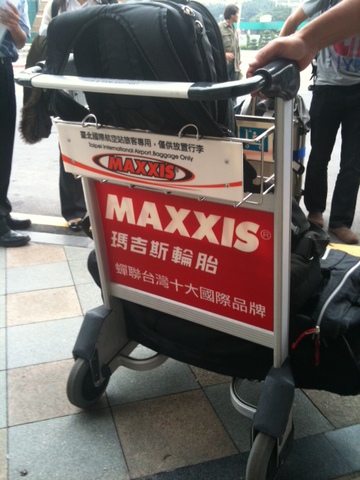 臺北國際航空站旅客專用，僅供放置行李
Taipei International Airport Baggage Only
MAXXIS
MAXXIS®
瑪吉斯輪胎
蟬聯台灣十大國際品牌